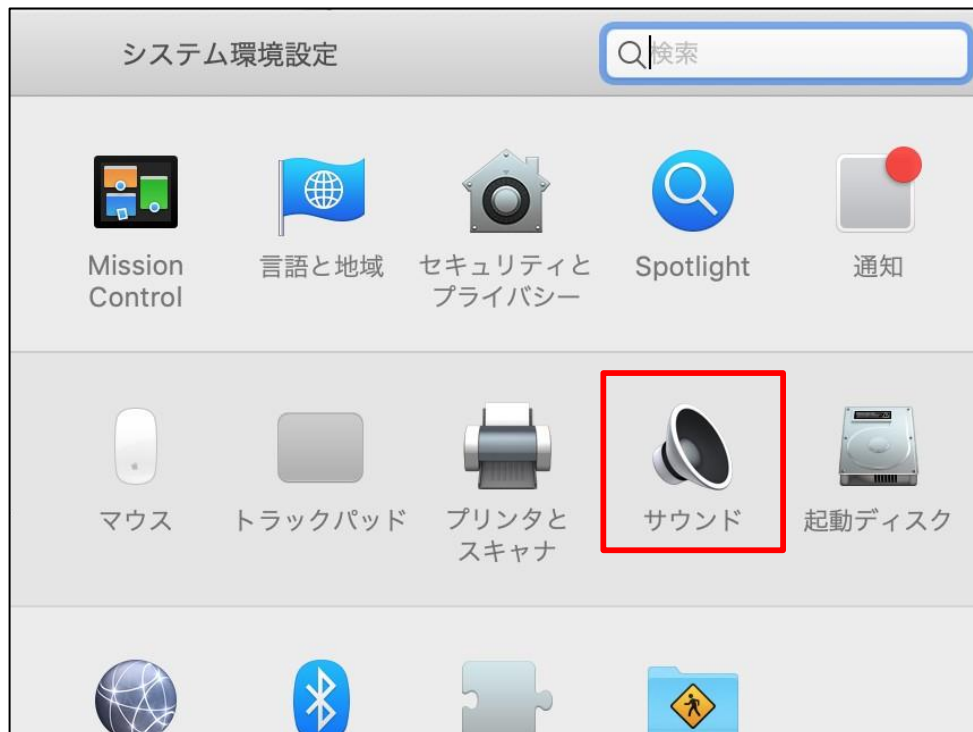 システム環境設定
検索
Mission
Control
言語と地域
セキュリティと
プライバシー
Spotlight
通知
マウス
トラックパッド
プリンタと
スキャナ
サウンド
起動ディスク